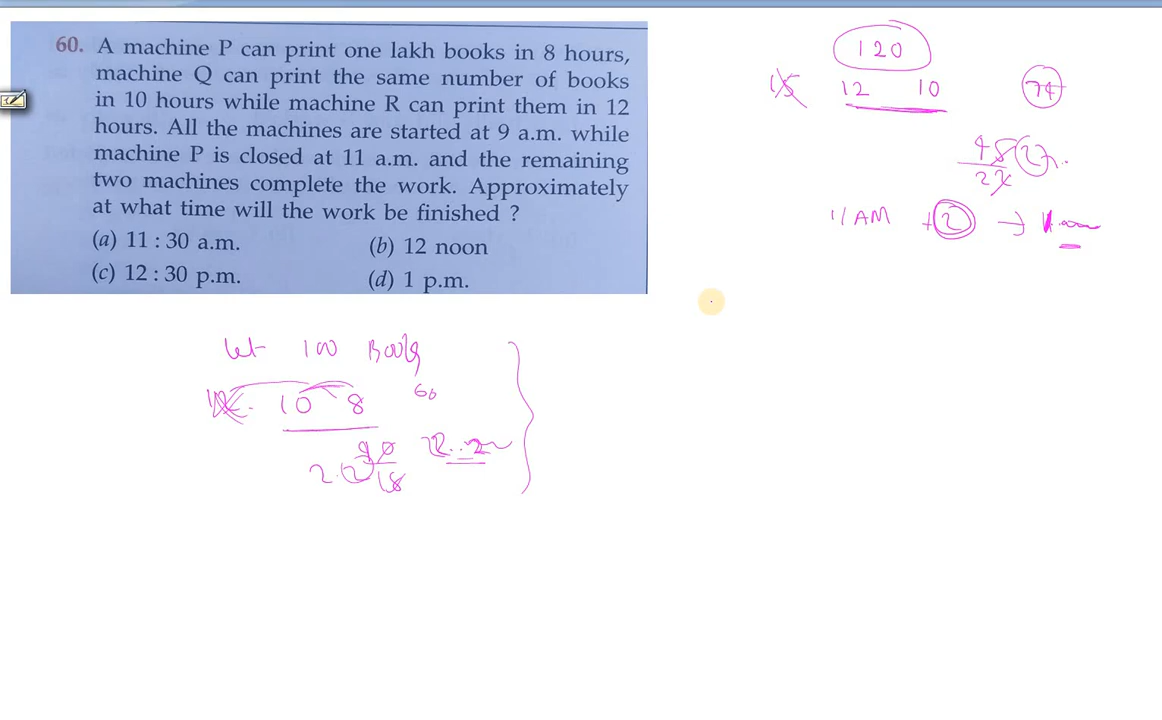 60. A machine P can print one lakh books in 8 hours,
machine Q can print the same number of books
in 10 hours while machine R can print them in 12
hours. All the machines are started at 9 a.m. while
machine P is closed at 11 a.m. and the remaining
two machines complete the work. Approximately
at what time will the work be finished ?
(a) 11 : 30 a.m. (b) 12 noon
(c) 12 : 30 p.m. (d) 1 p.m.
120
15 12 10 74
11 AM + 2 →
let 100 Books
10 8 60